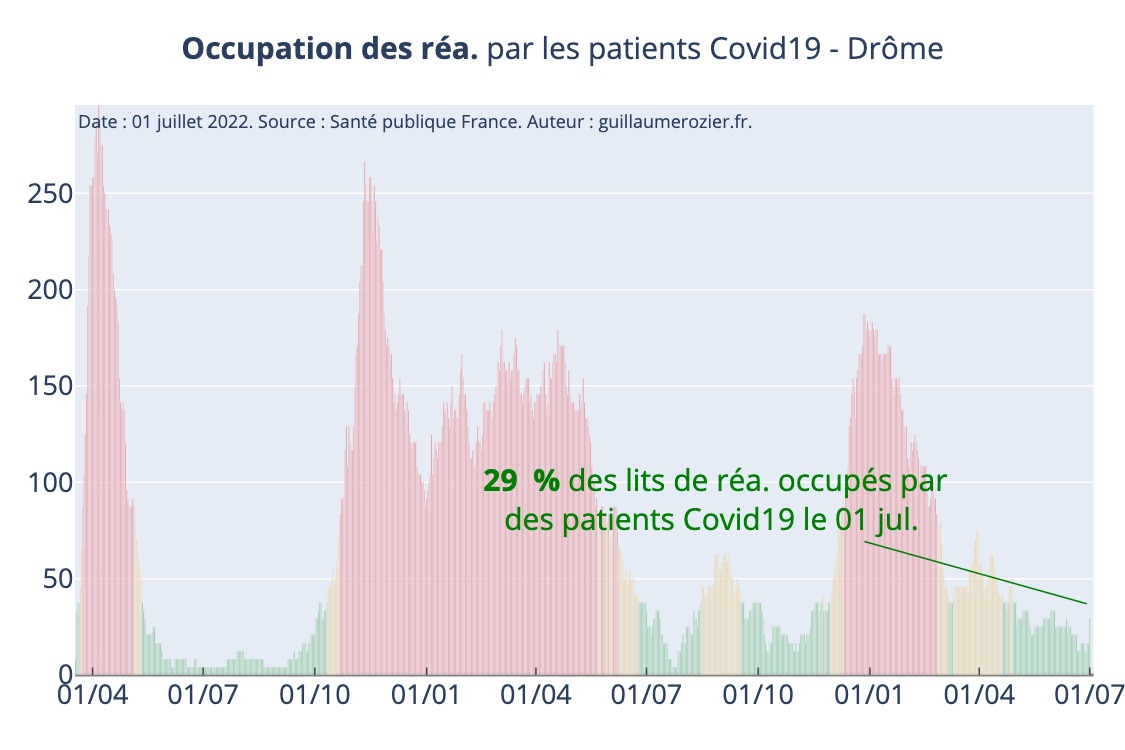 Occupation des réa. par les patients Covid19 - Drôme
Date : 01 juillet 2022. Source : Santé publique France. Auteur : guillaumerozier.fr.
250
200
150
100
50
0
29 % des lits de réa. occupés par
des patients Covid19 le 01 jul.
01/04 01/07 01/10 01/01 01/04 01/07 01/10 01/01 01/04 01/07